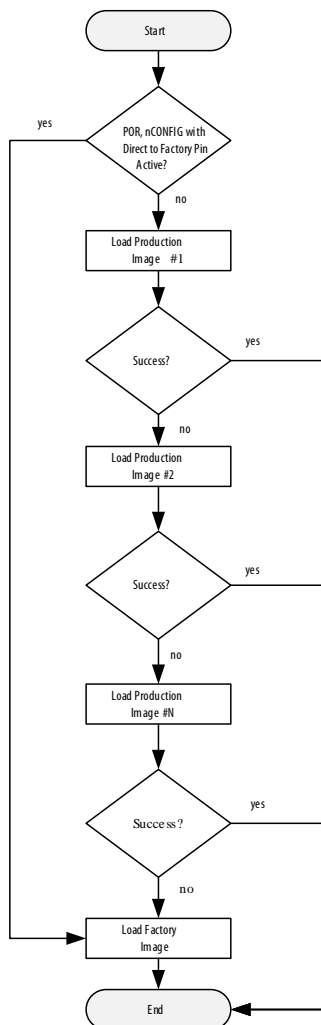 Start
yes
POR, nCONFIG with
Direct to Factory Pin
Active?
no
Load Production
Image #1
Success?
yes
no
Load Production
Image #2
Success?
yes
no
Load Production
Image #N
Success?
yes
no
Load Factory
Image
End